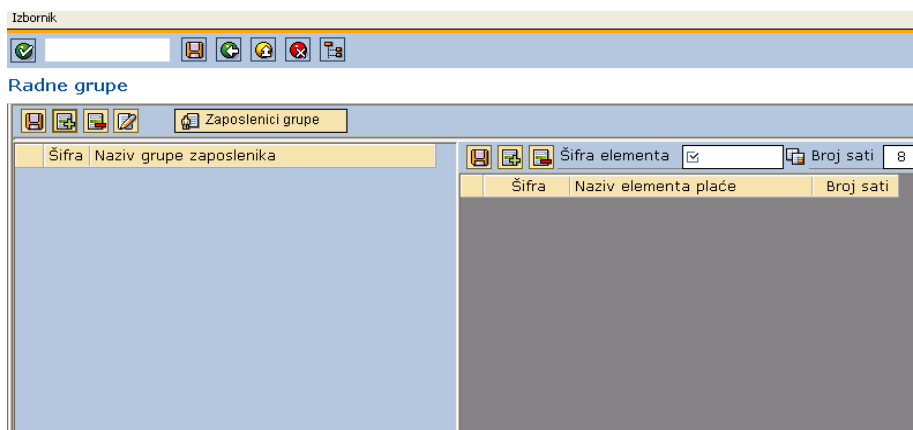 Izbornik
Radne grupe
Zaposlenici grupe
Šifra Naziv grupe zaposlenika
Šifra elementa Broj sati 8
Šifra Naziv elementa plaće Broj sati